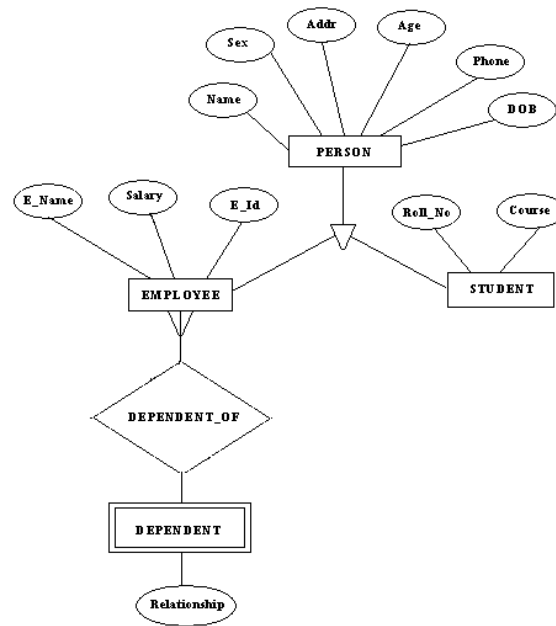 Addr
Age
Sex
Phone
Name
DOB
PERSON
E_Name
Salary
E_Id
Roll_No
Course
EMPLOYEE
STUDENT
DEPENDENT_OF
DEPENDENT
Relationship